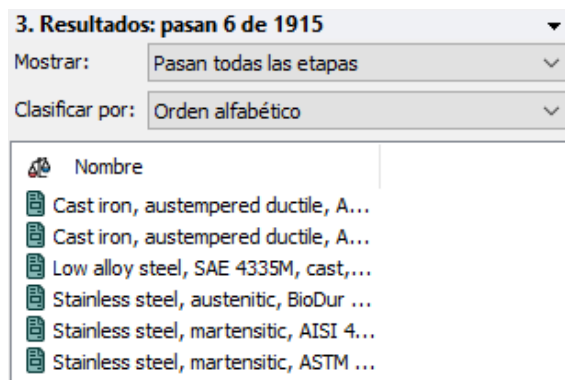 3. Resultados: pasan 6 de 1915
Mostrar: Pasan todas las etapas
Clasificar por: Orden alfabético
Nombre
Cast iron, austempered ductile, A...
Cast iron, austempered ductile, A...
Low alloy steel, SAE 4335M, cast,...
Stainless steel, austenitic, BioDur ...
Stainless steel, martensitic, AISI 4...
Stainless steel, martensitic, ASTM ...